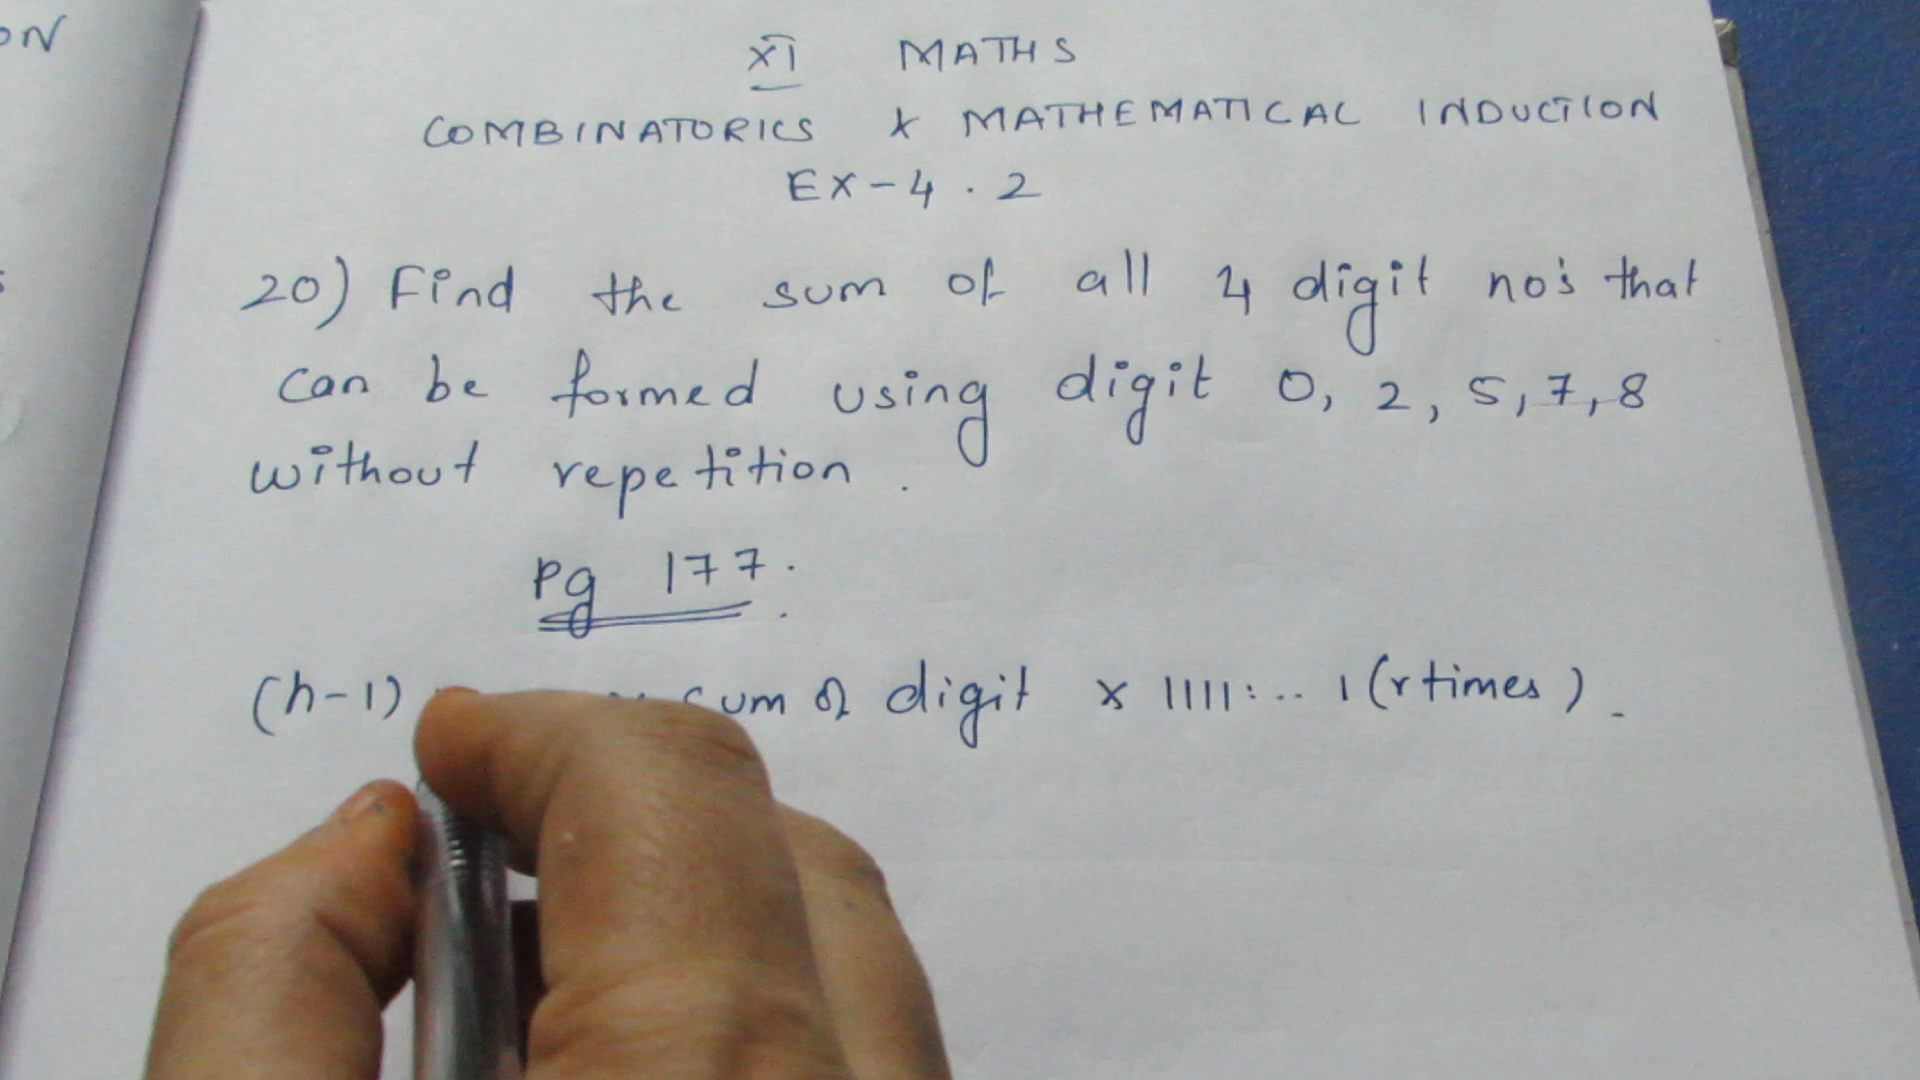 ON
XI MATHS
COMBINATORICS & MATHEMATICAL INDUCTION
EX-4.2
20) Find the sum of all 4 digit no's that
can be formed using digit 0, 2, 5, 7, 8
without repetition.
Pg 177.
(n-1) sum of digit x 1111... 1 (r times).